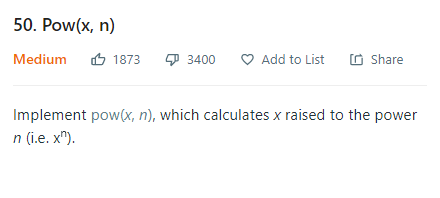 50. Pow(x, n)
Medium 1873 3400 Add to List Share
Implement pow(x, n), which calculates x raised to the power
n (i.e. xⁿ).